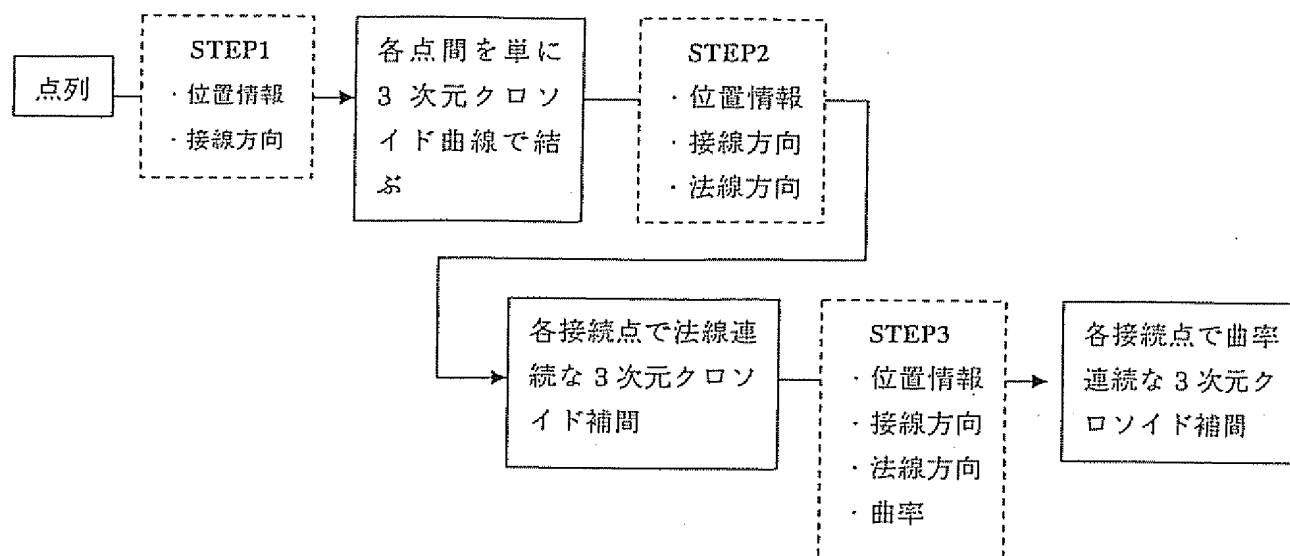 点列
STEP1
・位置情報
・接線方向
各点間を単に
3 次元クロソ
イド曲線で結
ぶ
STEP2
・位置情報
・接線方向
・法線方向
各接続点で法線連
続な 3 次元クロソ
イド補間
STEP3
・位置情報
・接線方向
・法線方向
・曲率
各接続点で曲率
連続な 3 次元ク
ロソイド補間